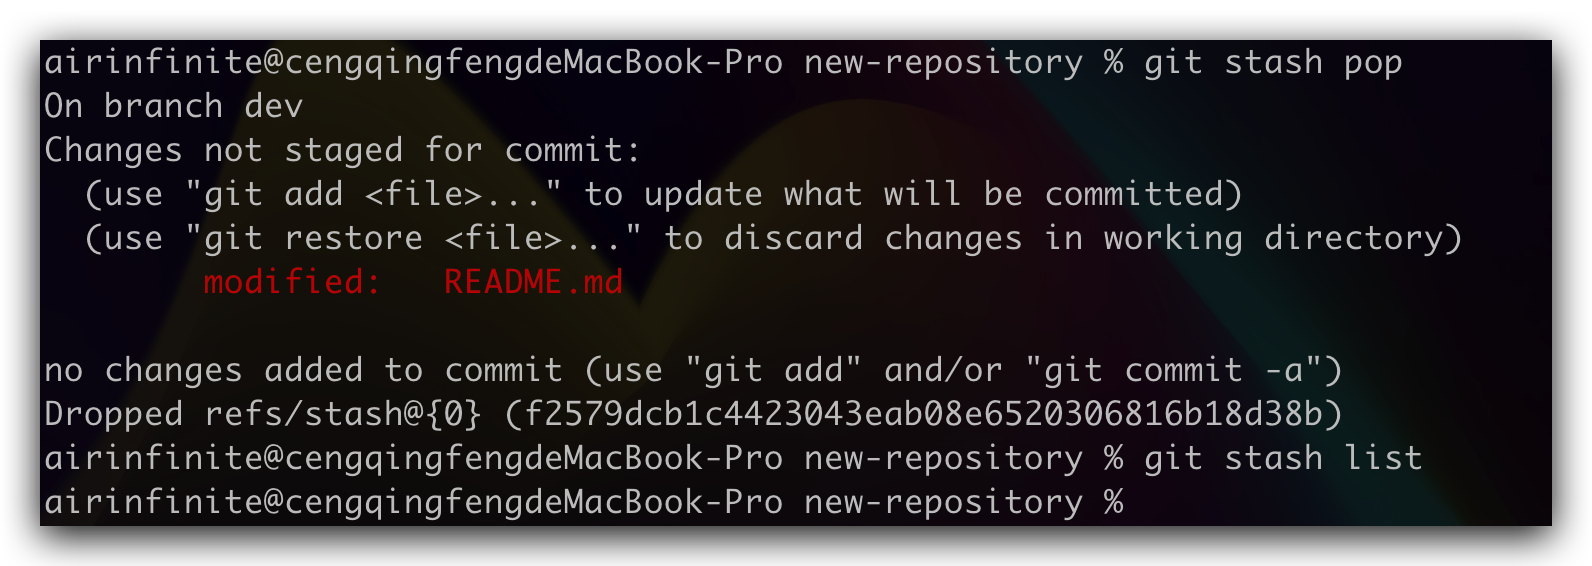 airinfinite@cengqingfengdeMacBook-Pro new-repository % git stash pop
On branch dev
Changes not staged for commit:
  (use "git add <file>..." to update what will be committed)
  (use "git restore <file>..." to discard changes in working directory)
        modified:   README.md

no changes added to commit (use "git add" and/or "git commit -a")
Dropped refs/stash@{0} (f2579dcb1c4423043eab08e6520306816b18d38b)
airinfinite@cengqingfengdeMacBook-Pro new-repository % git stash list
airinfinite@cengqingfengdeMacBook-Pro new-repository %